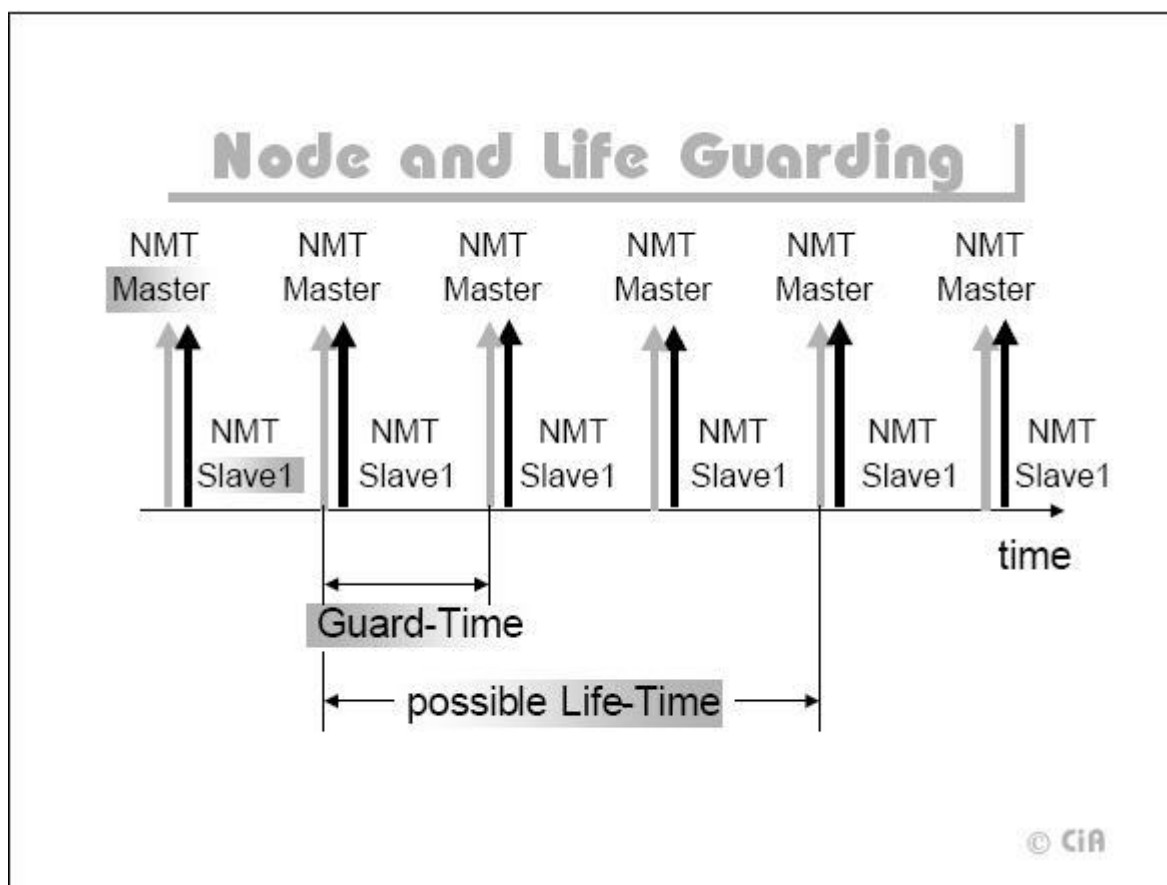 Node and Life Guarding
NMT NMT NMT NMT NMT NMT
Master Master Master Master Master Master
NMT NMT NMT NMT NMT NMT
Slave1 Slave1 Slave1 Slave1 Slave1 Slave1
time
Guard-Time
possible Life-Time
© CiA